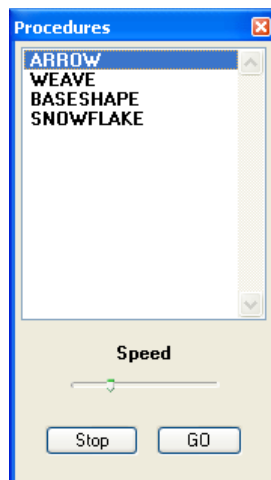 Procedures
ARROW
WEAVE
BASESHAPE
SNOWFLAKE
Speed
Stop GO